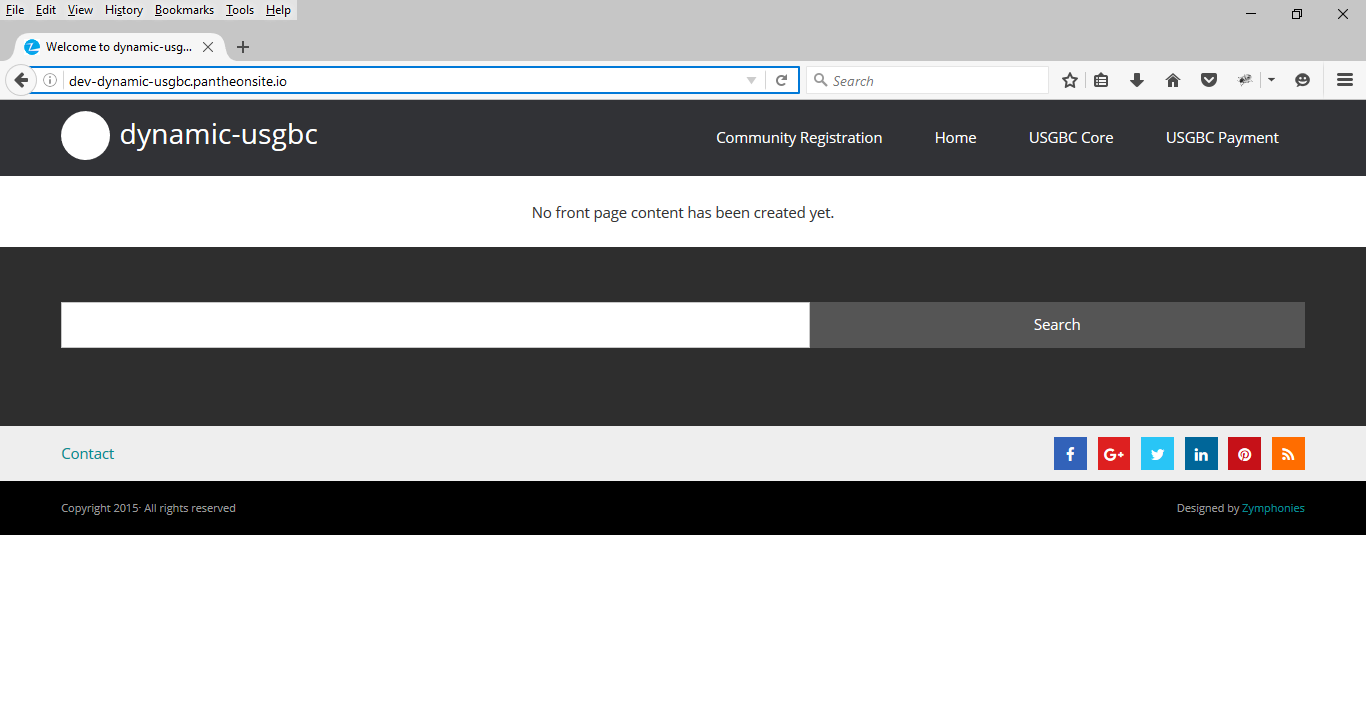 File Edit View History Bookmarks Tools Help
Welcome to dynamic-usg...
dev-dynamic-usgbc.pantheonsite.io
Search
dynamic-usgbc
Community Registration Home USGBC Core USGBC Payment
No front page content has been created yet.
Search
Contact
Copyright 2015· All rights reserved
Designed by Zymphonies